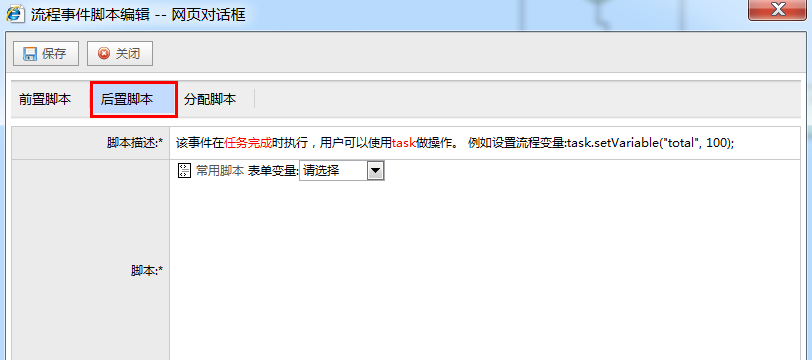 流程事件脚本编辑 -- 网页对话框
保存 关闭
前置脚本 后置脚本 分配脚本
脚本描述:* 该事件在任务完成时执行，用户可以使用task做操作。 例如设置流程变量:task.setVariable("total", 100);
常用脚本 表单变量:请选择
脚本:*